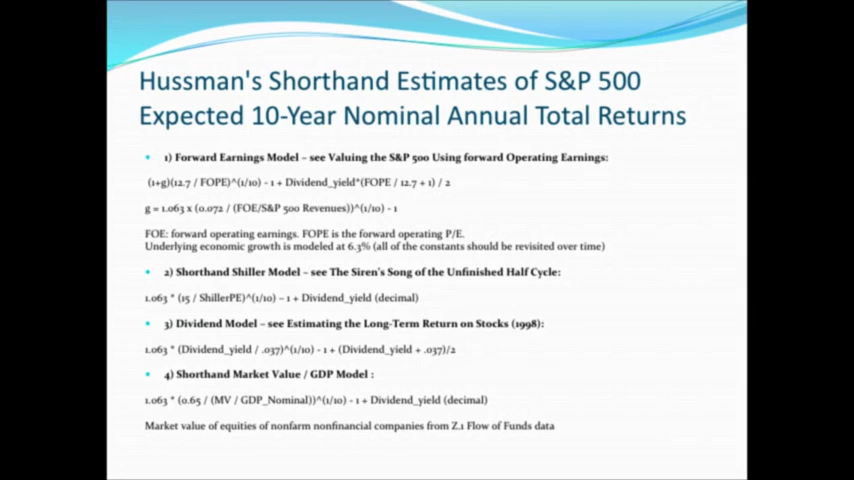 Hussman's Shorthand Estimates of S&P 500
Expected 10-Year Nominal Annual Total Returns
• 1) Forward Earnings Model – see Valuing the S&P 500 Using forward Operating Earnings:
(1+g)(12.7 / FOPE)^(1/10) - 1 + Dividend_yield*(FOPE / 12.7 + 1) / 2
g = 1.063 x (0.072 / (FOE/S&P 500 Revenues))^(1/10) - 1
FOE: forward operating earnings. FOPE is the forward operating P/E.
Underlying economic growth is modeled at 6.3% (all of the constants should be revisited over time)
• 2) Shorthand Shiller Model – see The Siren's Song of the Unfinished Half Cycle:
1.063 * (15 / ShillerPE)^(1/10) – 1 + Dividend_yield (decimal)
• 3) Dividend Model – see Estimating the Long-Term Return on Stocks (1998):
1.063 * (Dividend_yield / .037)^(1/10) - 1 + (Dividend_yield + .037)/2
• 4) Shorthand Market Value / GDP Model :
1.063 * (0.65 / (MV / GDP_Nominal))^(1/10) - 1 + Dividend_yield (decimal)
Market value of equities of nonfarm nonfinancial companies from Z.1 Flow of Funds data